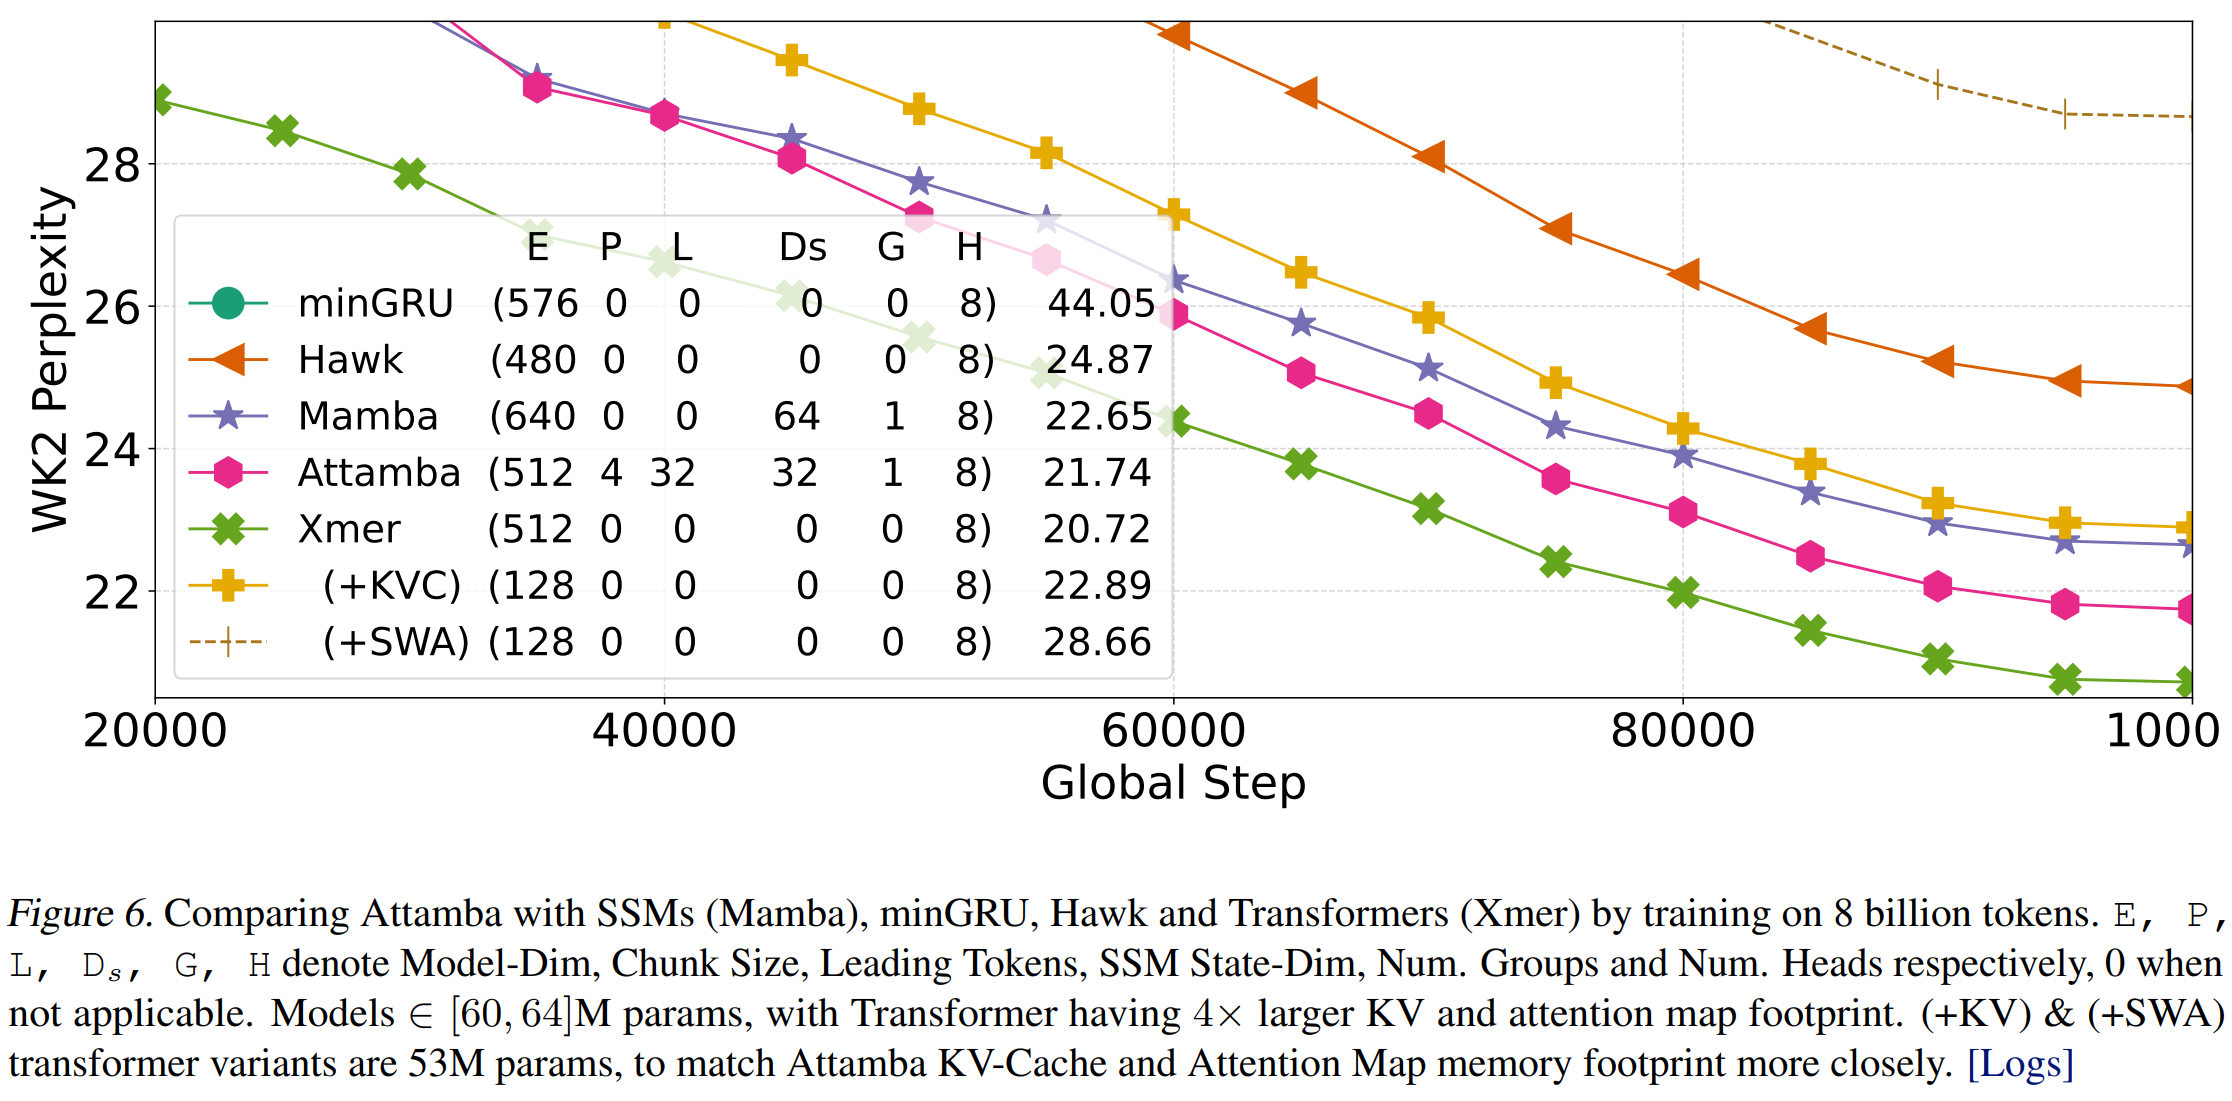 28
26
24
22
WK2 Perplexity
E P L Ds G H
minGRU (576 0 0 0 0 8) 44.05
Hawk (480 0 0 0 0 8) 24.87
Mamba (640 0 0 64 1 8) 22.65
Attamba (512 4 32 32 1 8) 21.74
Xmer (512 0 0 0 0 8) 20.72
(+KVC) (128 0 0 0 0 8) 22.89
(+SWA) (128 0 0 0 0 8) 28.66
20000 40000 60000 80000 1000
Global Step
Figure 6. Comparing Attamba with SSMs (Mamba), minGRU, Hawk and Transformers (Xmer) by training on 8 billion tokens. E, P,
L, Dₛ, G, H denote Model-Dim, Chunk Size, Leading Tokens, SSM State-Dim, Num. Groups and Num. Heads respectively, 0 when
not applicable. Models ∈ [60, 64]M params, with Transformer having 4× larger KV and attention map footprint. (+KV) & (+SWA)
transformer variants are 53M params, to match Attamba KV-Cache and Attention Map memory footprint more closely. [Logs]